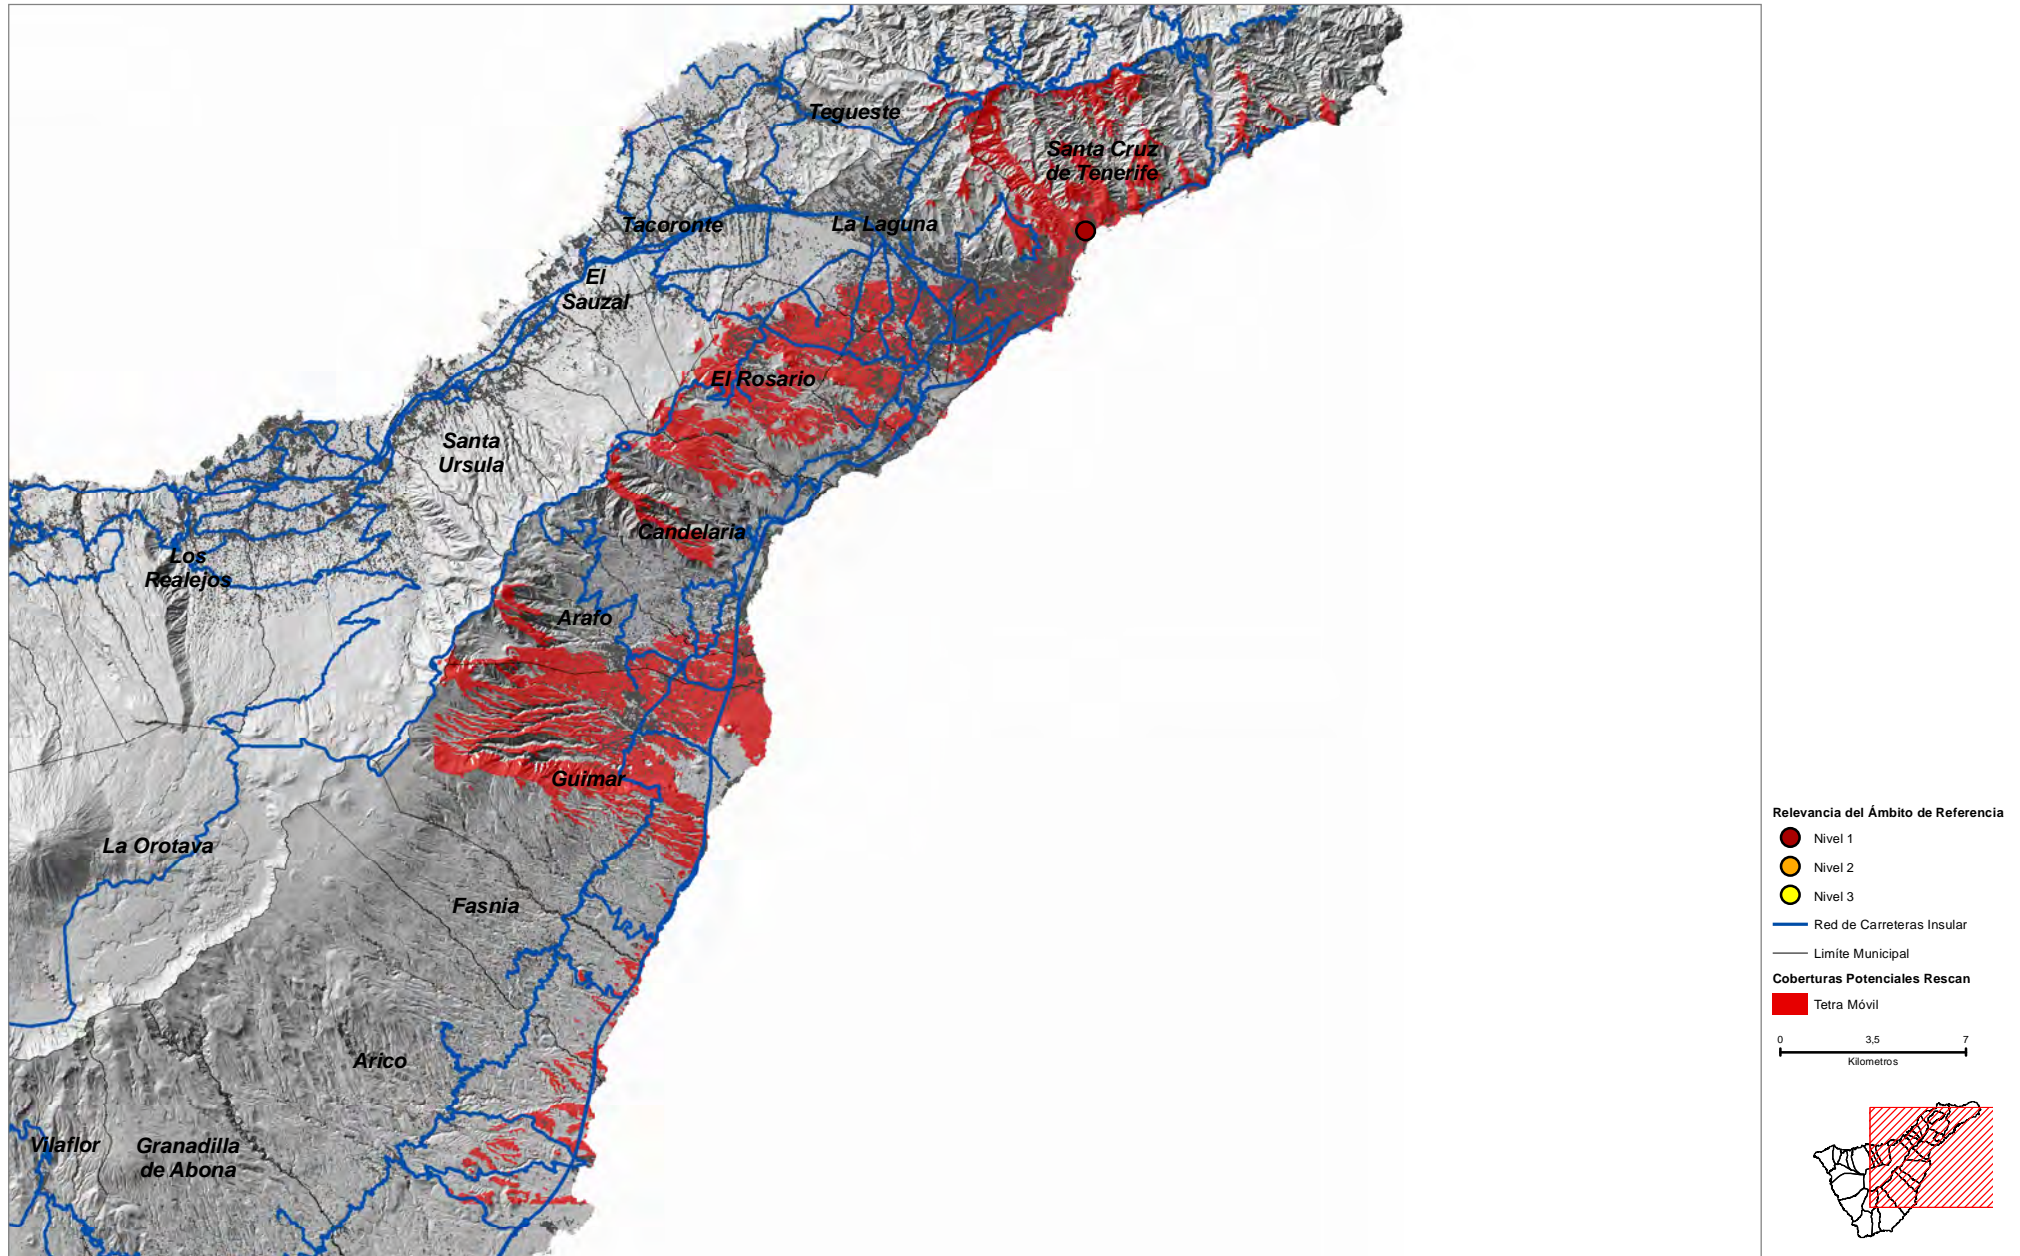 Tegueste
Santa Cruz
de Tenerife
Tacoronte
La Laguna
El
Sauzal
El Rosario
Santa
Ursula
Candelaria
Los
Realejos
Arafo
Guimar
La Orotava
Fasnia
Arico
Vilaflor
Granadilla
de Abona
Relevancia del Ámbito de Referencia
Nivel 1
Nivel 2
Nivel 3
Red de Carreteras Insular
Limíte Municipal
Coberturas Potenciales Rescan
Tetra Móvil
0 3,5 7
Kilometros